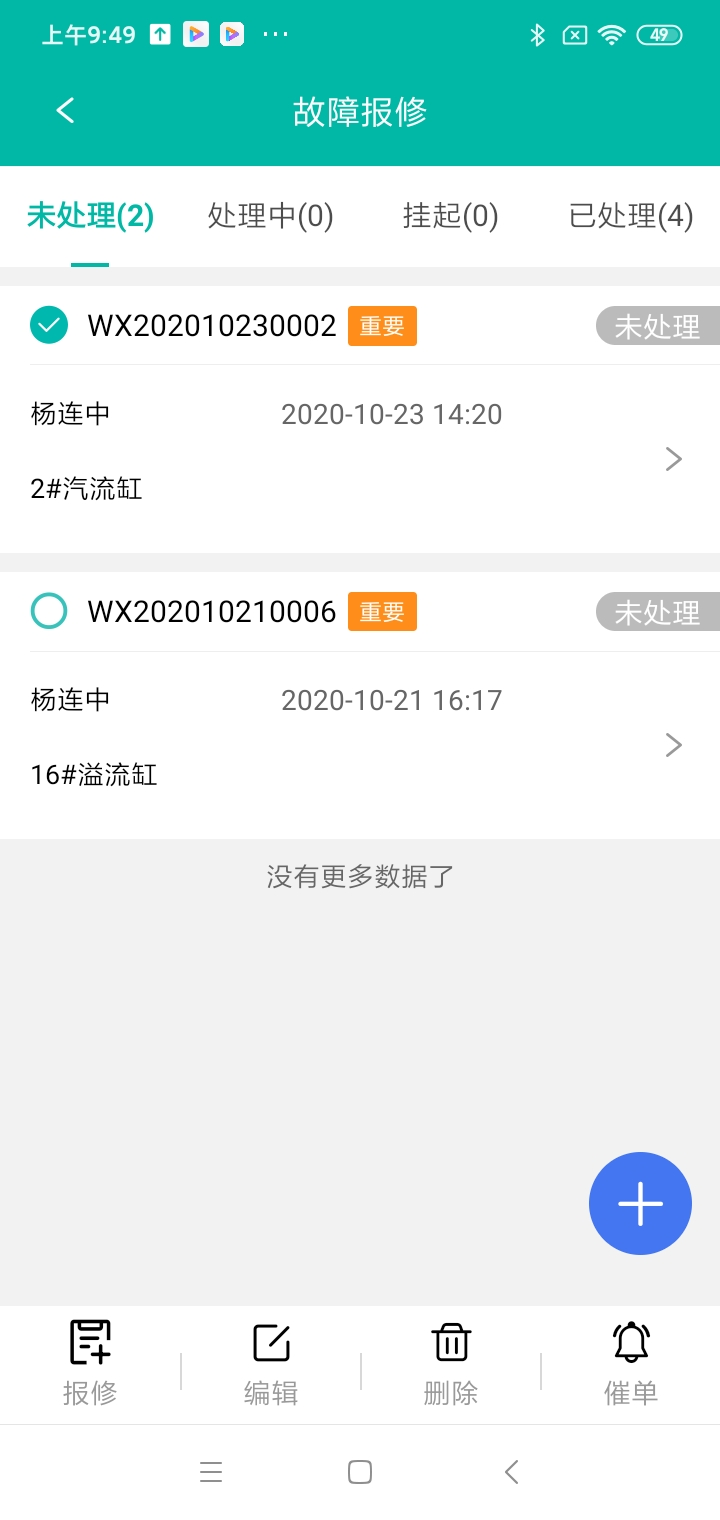 上午9:49 ... 49
故障报修
未处理(2) 处理中(0) 挂起(0) 已处理(4)
WX202010230002 重要 未处理
杨连中 2020-10-23 14:20
2#汽流缸
WX202010210006 重要 未处理
杨连中 2020-10-21 16:17
16#溢流缸
没有更多数据了
报修 编辑 删除 催单